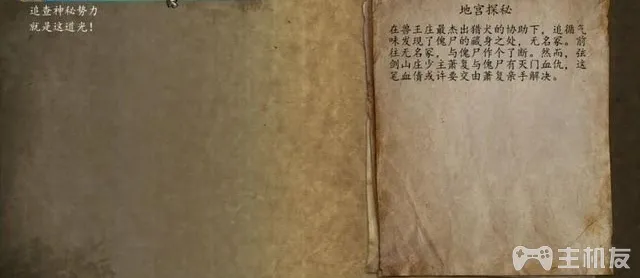 追查神秘势力
就是这道光！
地宫探秘
在兽王庄最杰出猎犬的协助下，追循气
味发现了傀尸的藏身之处，无名冢。前
往无名冢，与傀尸作个了断。然而，弦
剑山庄少主萧复与傀尸有灭门血仇，这
笔血债或许要交由萧复亲手解决。
主机友